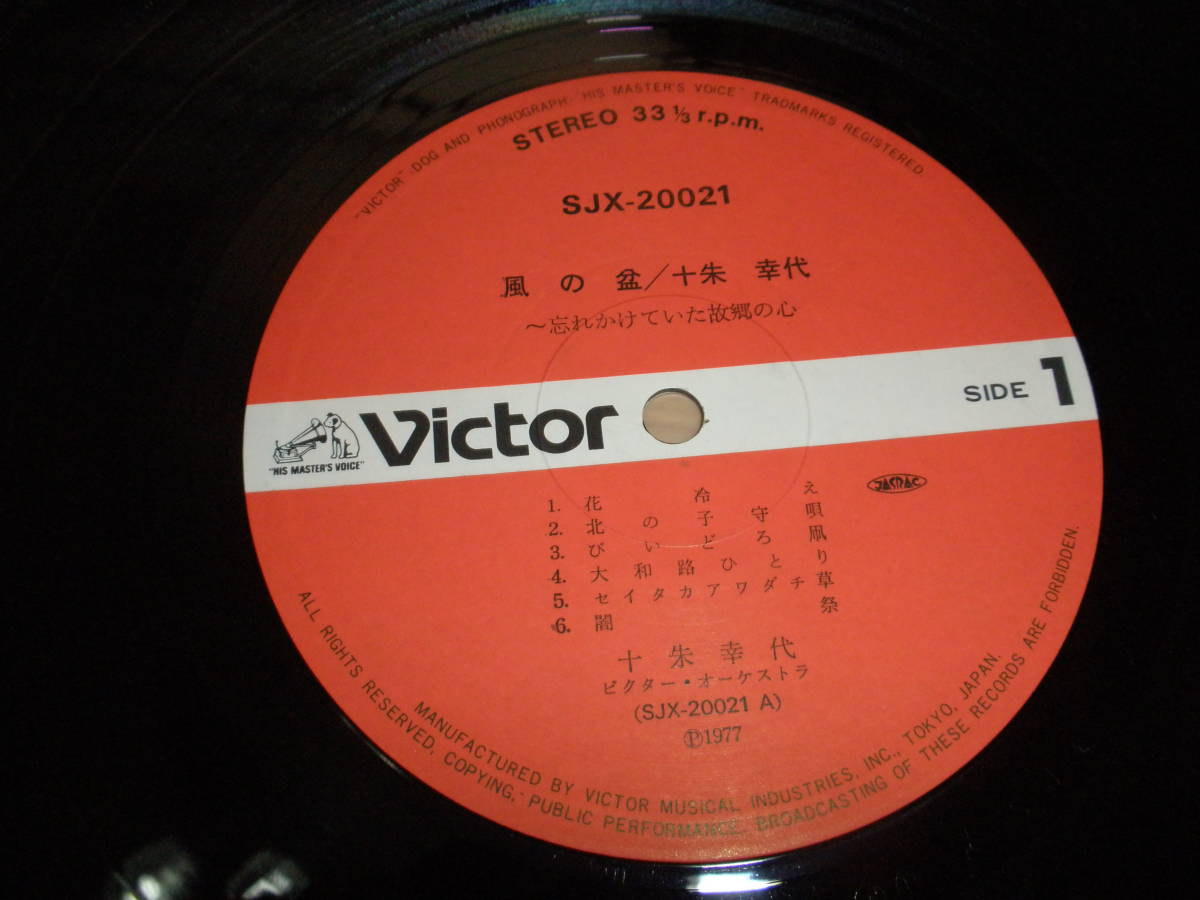 "VICTOR"-DOG AND PHONOGRAPH-"HIS MASTER'S VOICE" TRADMARKS REGISTERED.
STEREO 33 ⅓ r.p.m.
SJX-20021
風の盆/十朱 幸代
～忘れかけていた故郷の心
"HIS MASTER'S VOICE"
Victor
SIDE 1
JASRAC
1. 花冷え
2. 北の子守唄
3. びいどろ凧
4. 大和路ひとり
5. セイタカアワダチ草
6. 闇祭
十朱幸代
ビクター・オーケストラ
(SJX-20021 A)
Ⓟ1977
MANUFACTURED BY VICTOR MUSICAL INDUSTRIES, INC., TOKYO, JAPAN.
ALL RIGHTS RESERVED, COPYING, PUBLIC PERFORMANCE, BROADCASTING OF THESE RECORDS ARE FORBIDDEN.